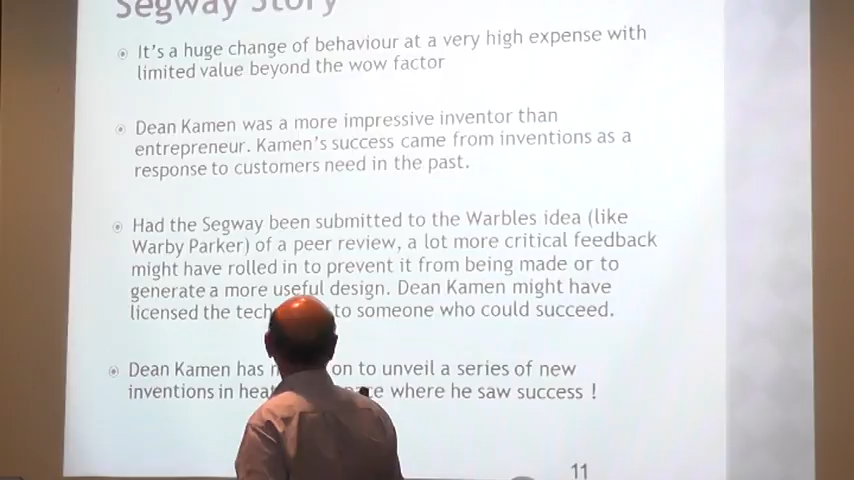 Segway Story
It's a huge change of behaviour at a very high expense with
limited value beyond the wow factor
Dean Kamen was a more impressive inventor than
entrepreneur. Kamen's success came from inventions as a
response to customers need in the past.
Had the Segway been submitted to the Warbles idea (like
Warby Parker) of a peer review, a lot more critical feedback
might have rolled in to prevent it from being made or to
generate a more useful design. Dean Kamen might have
licensed the to someone who could succeed.
Dean Kamen has on to unveil a series of new
inventions in where he saw success !
11